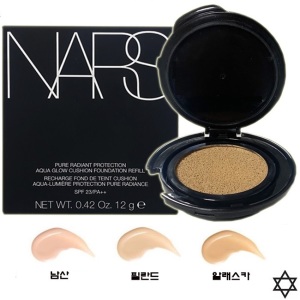 NARS
PURE RADIANT PROTECTION
AQUA GLOW CUSHION FOUNDATION REFILL
RECHARGE FOND DE TEINT CUSHION
AQUA-LUMIÈRE PROTECTION PURE RADIANCE
SPF 23/PA++
NET WT. 0.42 Oz. 12 g℮
남산 핀란드 알래스카